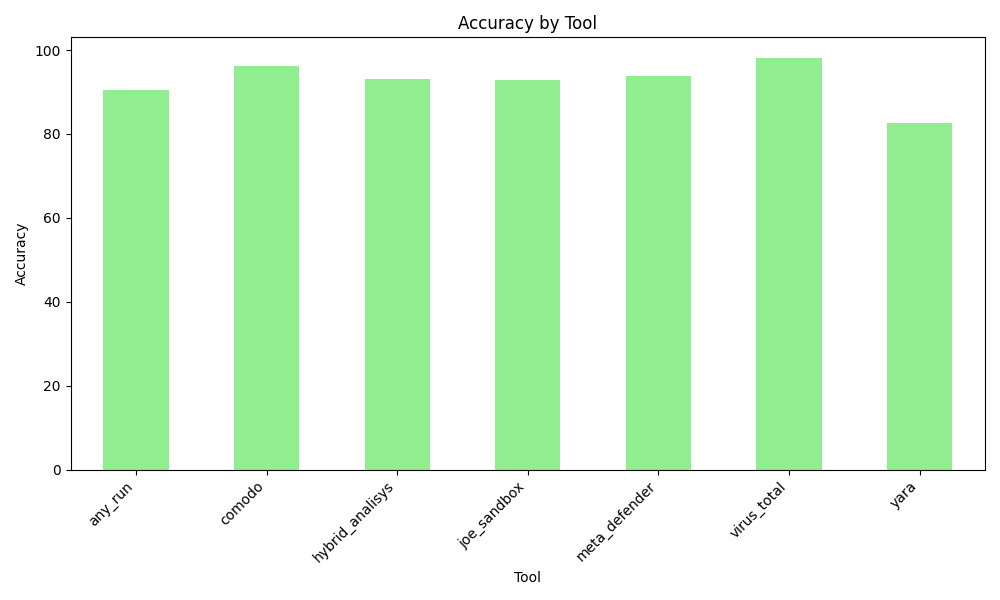 Accuracy by Tool
100
80
60
40
20
0
Accuracy
any_run
comodo
hybrid_analisys
joe_sandbox
meta_defender
virus_total
yara
Tool